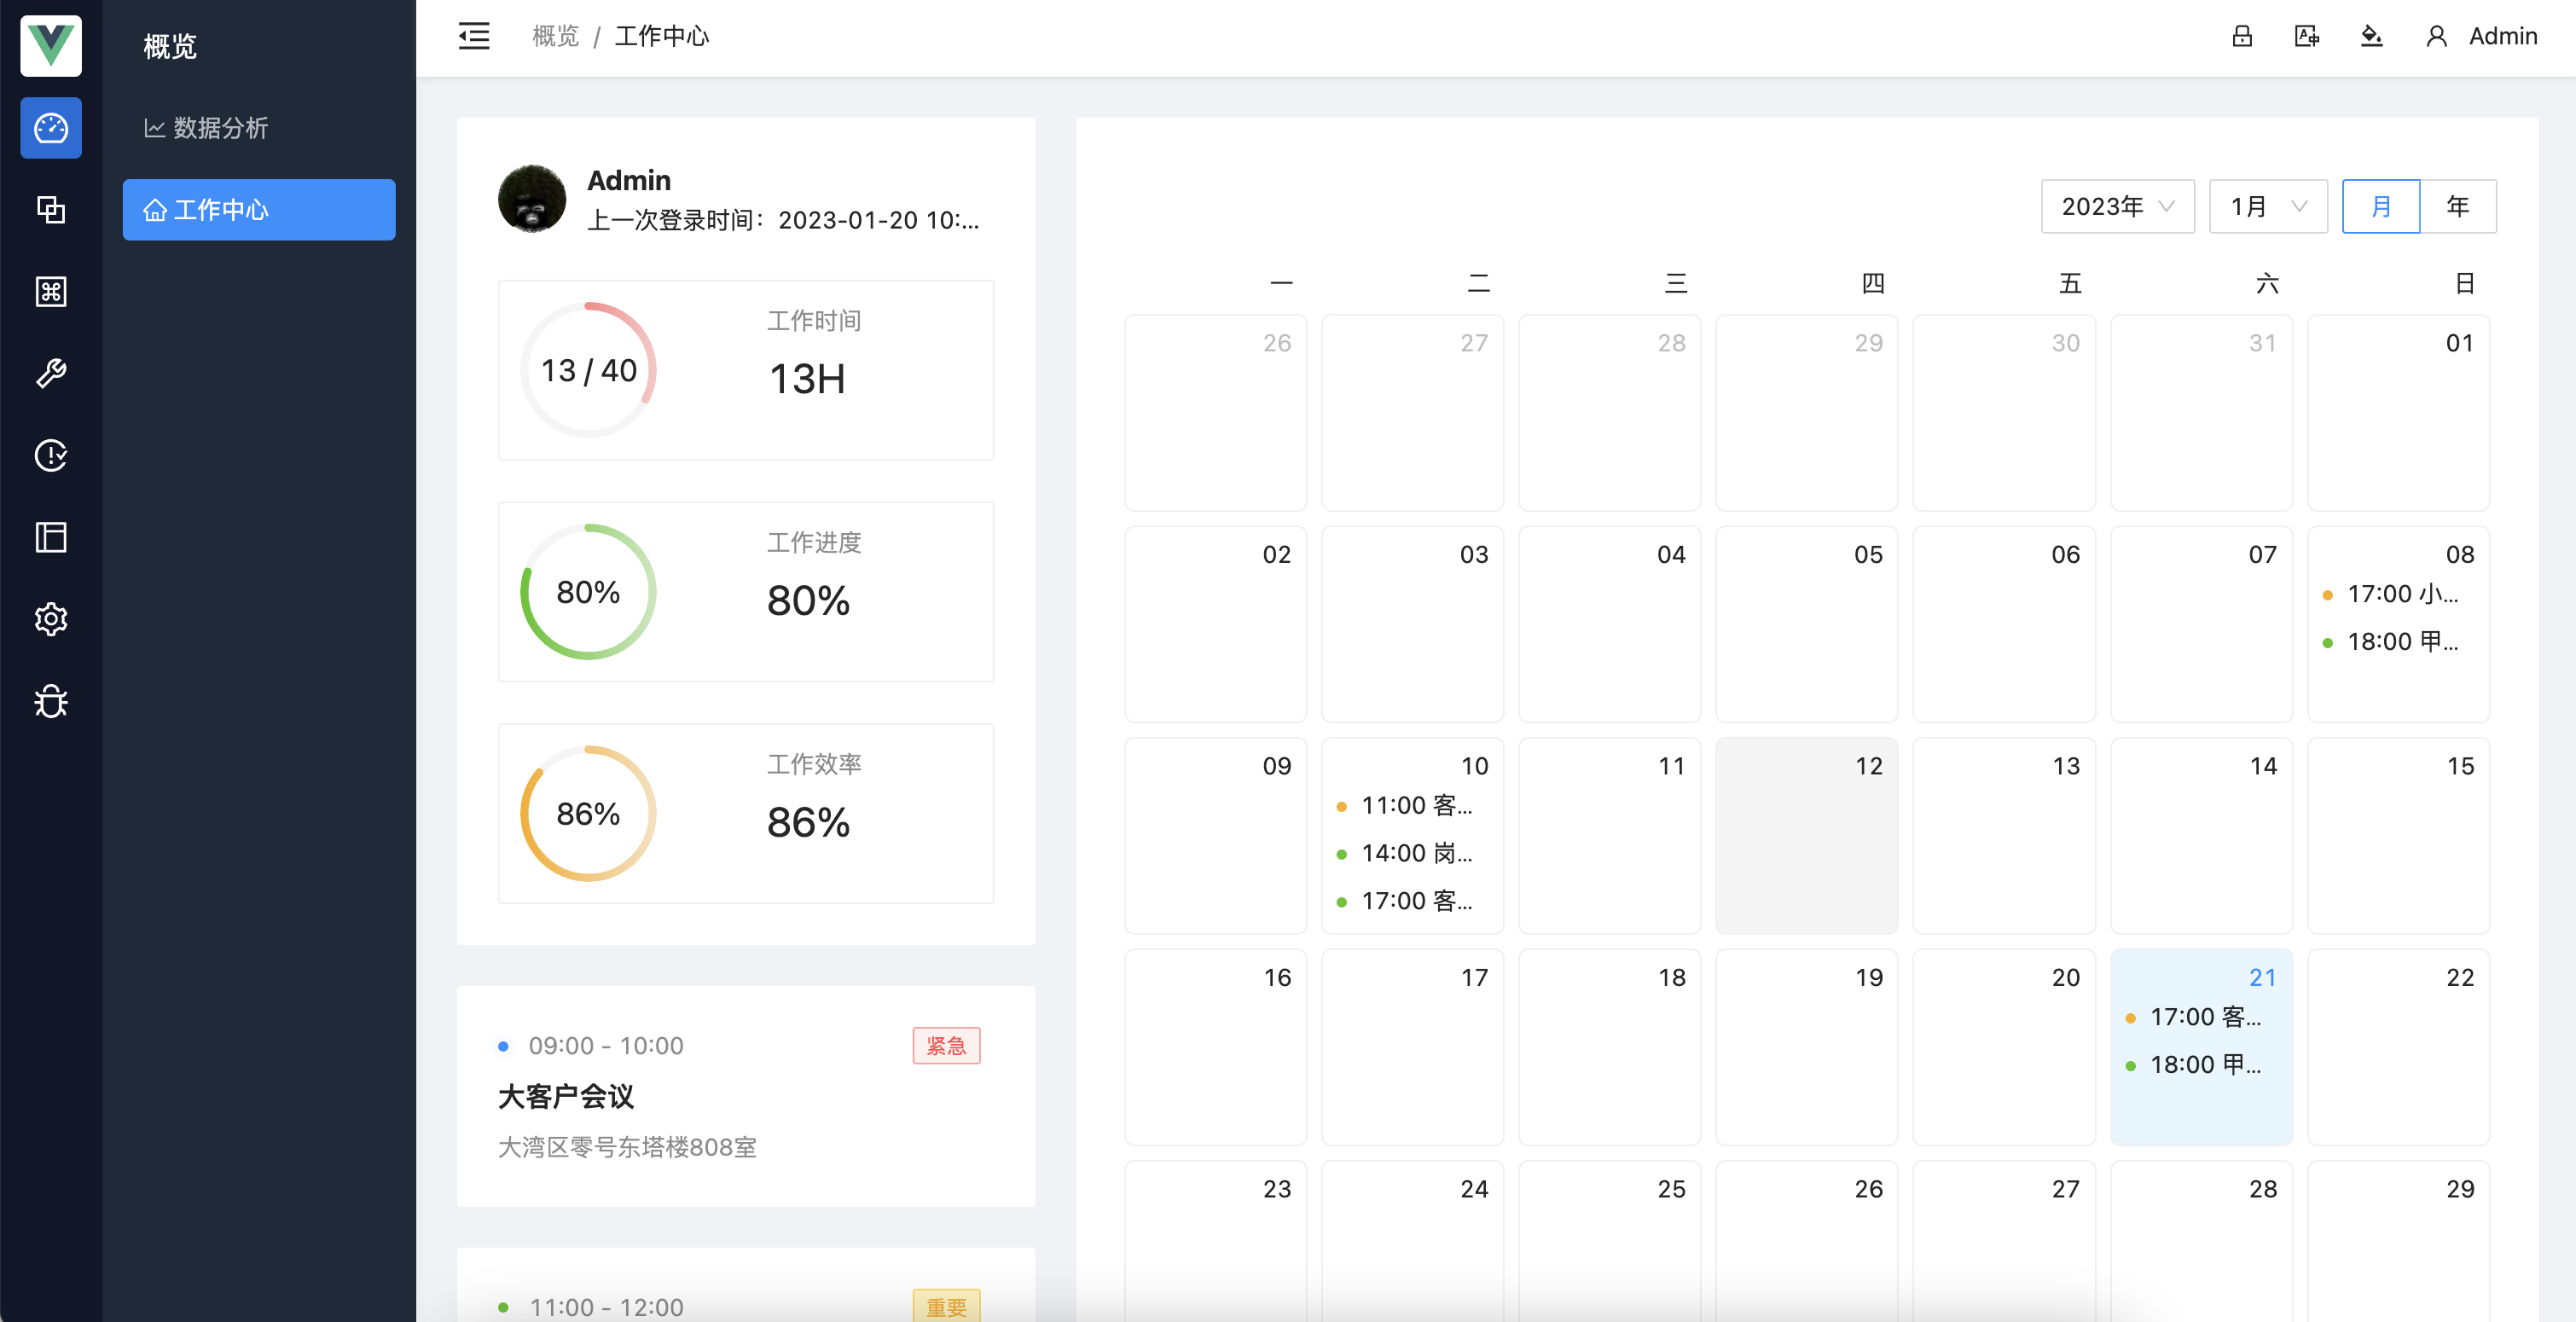 概览
数据分析
工作中心
概览 / 工作中心
Admin
Admin
上一次登录时间：2023-01-20 10:...
13 / 40
工作时间
13H
80%
工作进度
80%
86%
工作效率
86%
09:00 - 10:00
紧急
大客户会议
大湾区零号东塔楼808室
11:00 - 12:00
重要
2023年 1月 月 年
一 二 三 四 五 六 日
26 27 28 29 30 31 01
02 03 04 05 06 07 08
17:00 小...
18:00 甲...
09 10 11 12 13 14 15
11:00 客...
14:00 岗...
17:00 客...
16 17 18 19 20 21 22
17:00 客...
18:00 甲...
23 24 25 26 27 28 29